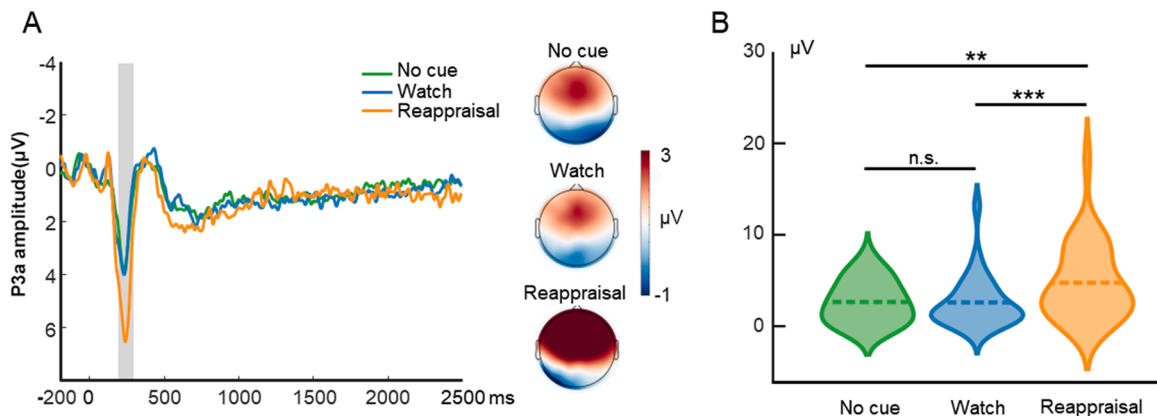 A
P3a amplitude(μV)
-4
-2
0
2
4
6
-200 0 500 1000 1500 2000 2500 ms
No cue
Watch
Reappraisal
No cue
Watch
Reappraisal
3
μV
-1
B
μV
30
20
10
0
**
***
n.s.
No cue Watch Reappraisal